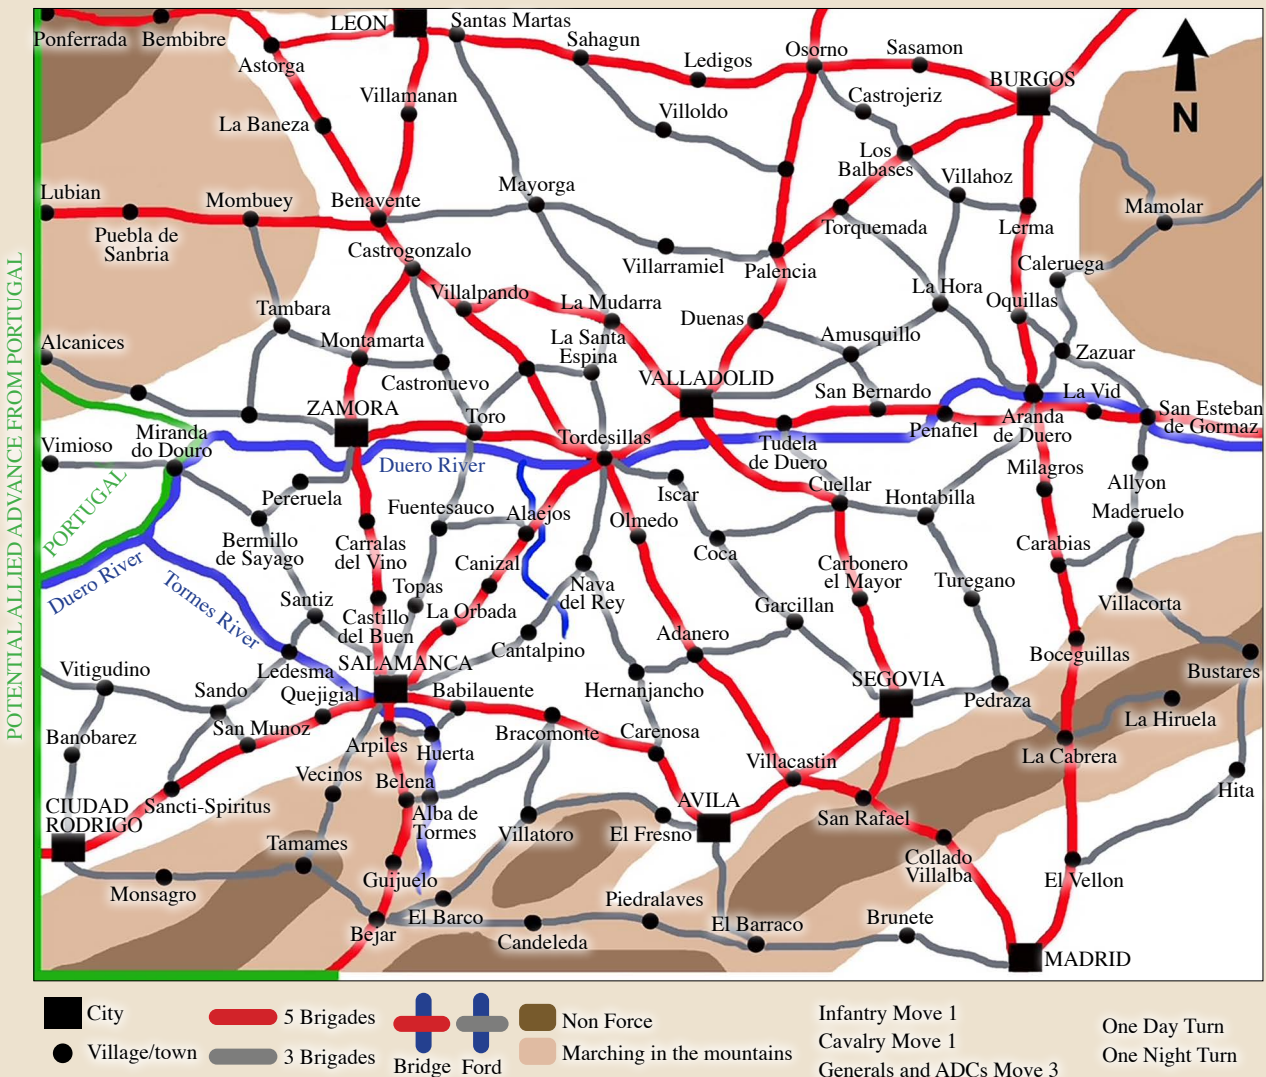 LEON
Santas Martas
Ponferrada
Bembibre
Astorga
Sahagun
Ledigos
Osorno
Sasamon
BURGOS
N
Villamanan
La Baneza
Villoldo
Castrojeriz
Los
Balbases
Villahoz
Lubian
Puebla de
Sanbria
Mombuey
Benavente
Mayorga
Torquemada
Lerma
Mamolar
Castrogonzalo
Villarramiel
Palencia
Caleruega
Villalpando
La Mudarra
La Hora
Oquillas
Tambara
Duenas
Amusquillo
Alcanices
Montamarta
La Santa
Espina
Zazuar
Castronuevo
VALLADOLID
San Bernardo
La Vid
ZAMORA
Toro
San Esteban
de Gormaz
Miranda
do Douro
Tordesillas
Tudela
de Duero
Penafiel
Aranda
de Duero
Vimioso
Duero River
Milagros
Pereruela
Iscar
Cuellar
Hontabilla
Allyon
PORTUGAL
Fuentesauco
Alaejos
Olmedo
Maderuelo
Bermillo
de Sayago
Carralas
del Vino
Canizal
Coca
Carabias
Duero River
Tormes River
Carbonero
el Mayor
Turegano
Topas
Nava
del Rey
Santiz
Castillo
del Buen
La Orbada
Garcillan
Villacorta
Cantalpino
Adanero
Boceguillas
Vitigudino
Ledesma
SALAMANCA
Quejigial
Babilauente
Hernanjancho
SEGOVIA
Pedraza
Bustares
Sando
San Munoz
La Hiruela
Banobarez
Arpiles
Huerta
Bracomonte
Carenosa
La Cabrera
Vecinos
Belena
Villacastin
Hita
CIUDAD
RODRIGO
Sancti-Spiritus
Alba de
Tormes
AVILA
San Rafael
Villatoro
El Fresno
Tamames
Collado
Villalba
Monsagro
Guijuelo
El Vellon
El Barco
Piedralaves
El Barraco
Brunete
Bejar
Candeleda
MADRID
POTENTIAL ALLIED ADVANCE FROM PORTUGAL
City
Village/town
5 Brigades
3 Brigades
Bridge
Ford
Non Force
Marching in the mountains
Infantry Move 1
Cavalry Move 1
Generals and ADCs Move 3
One Day Turn
One Night Turn